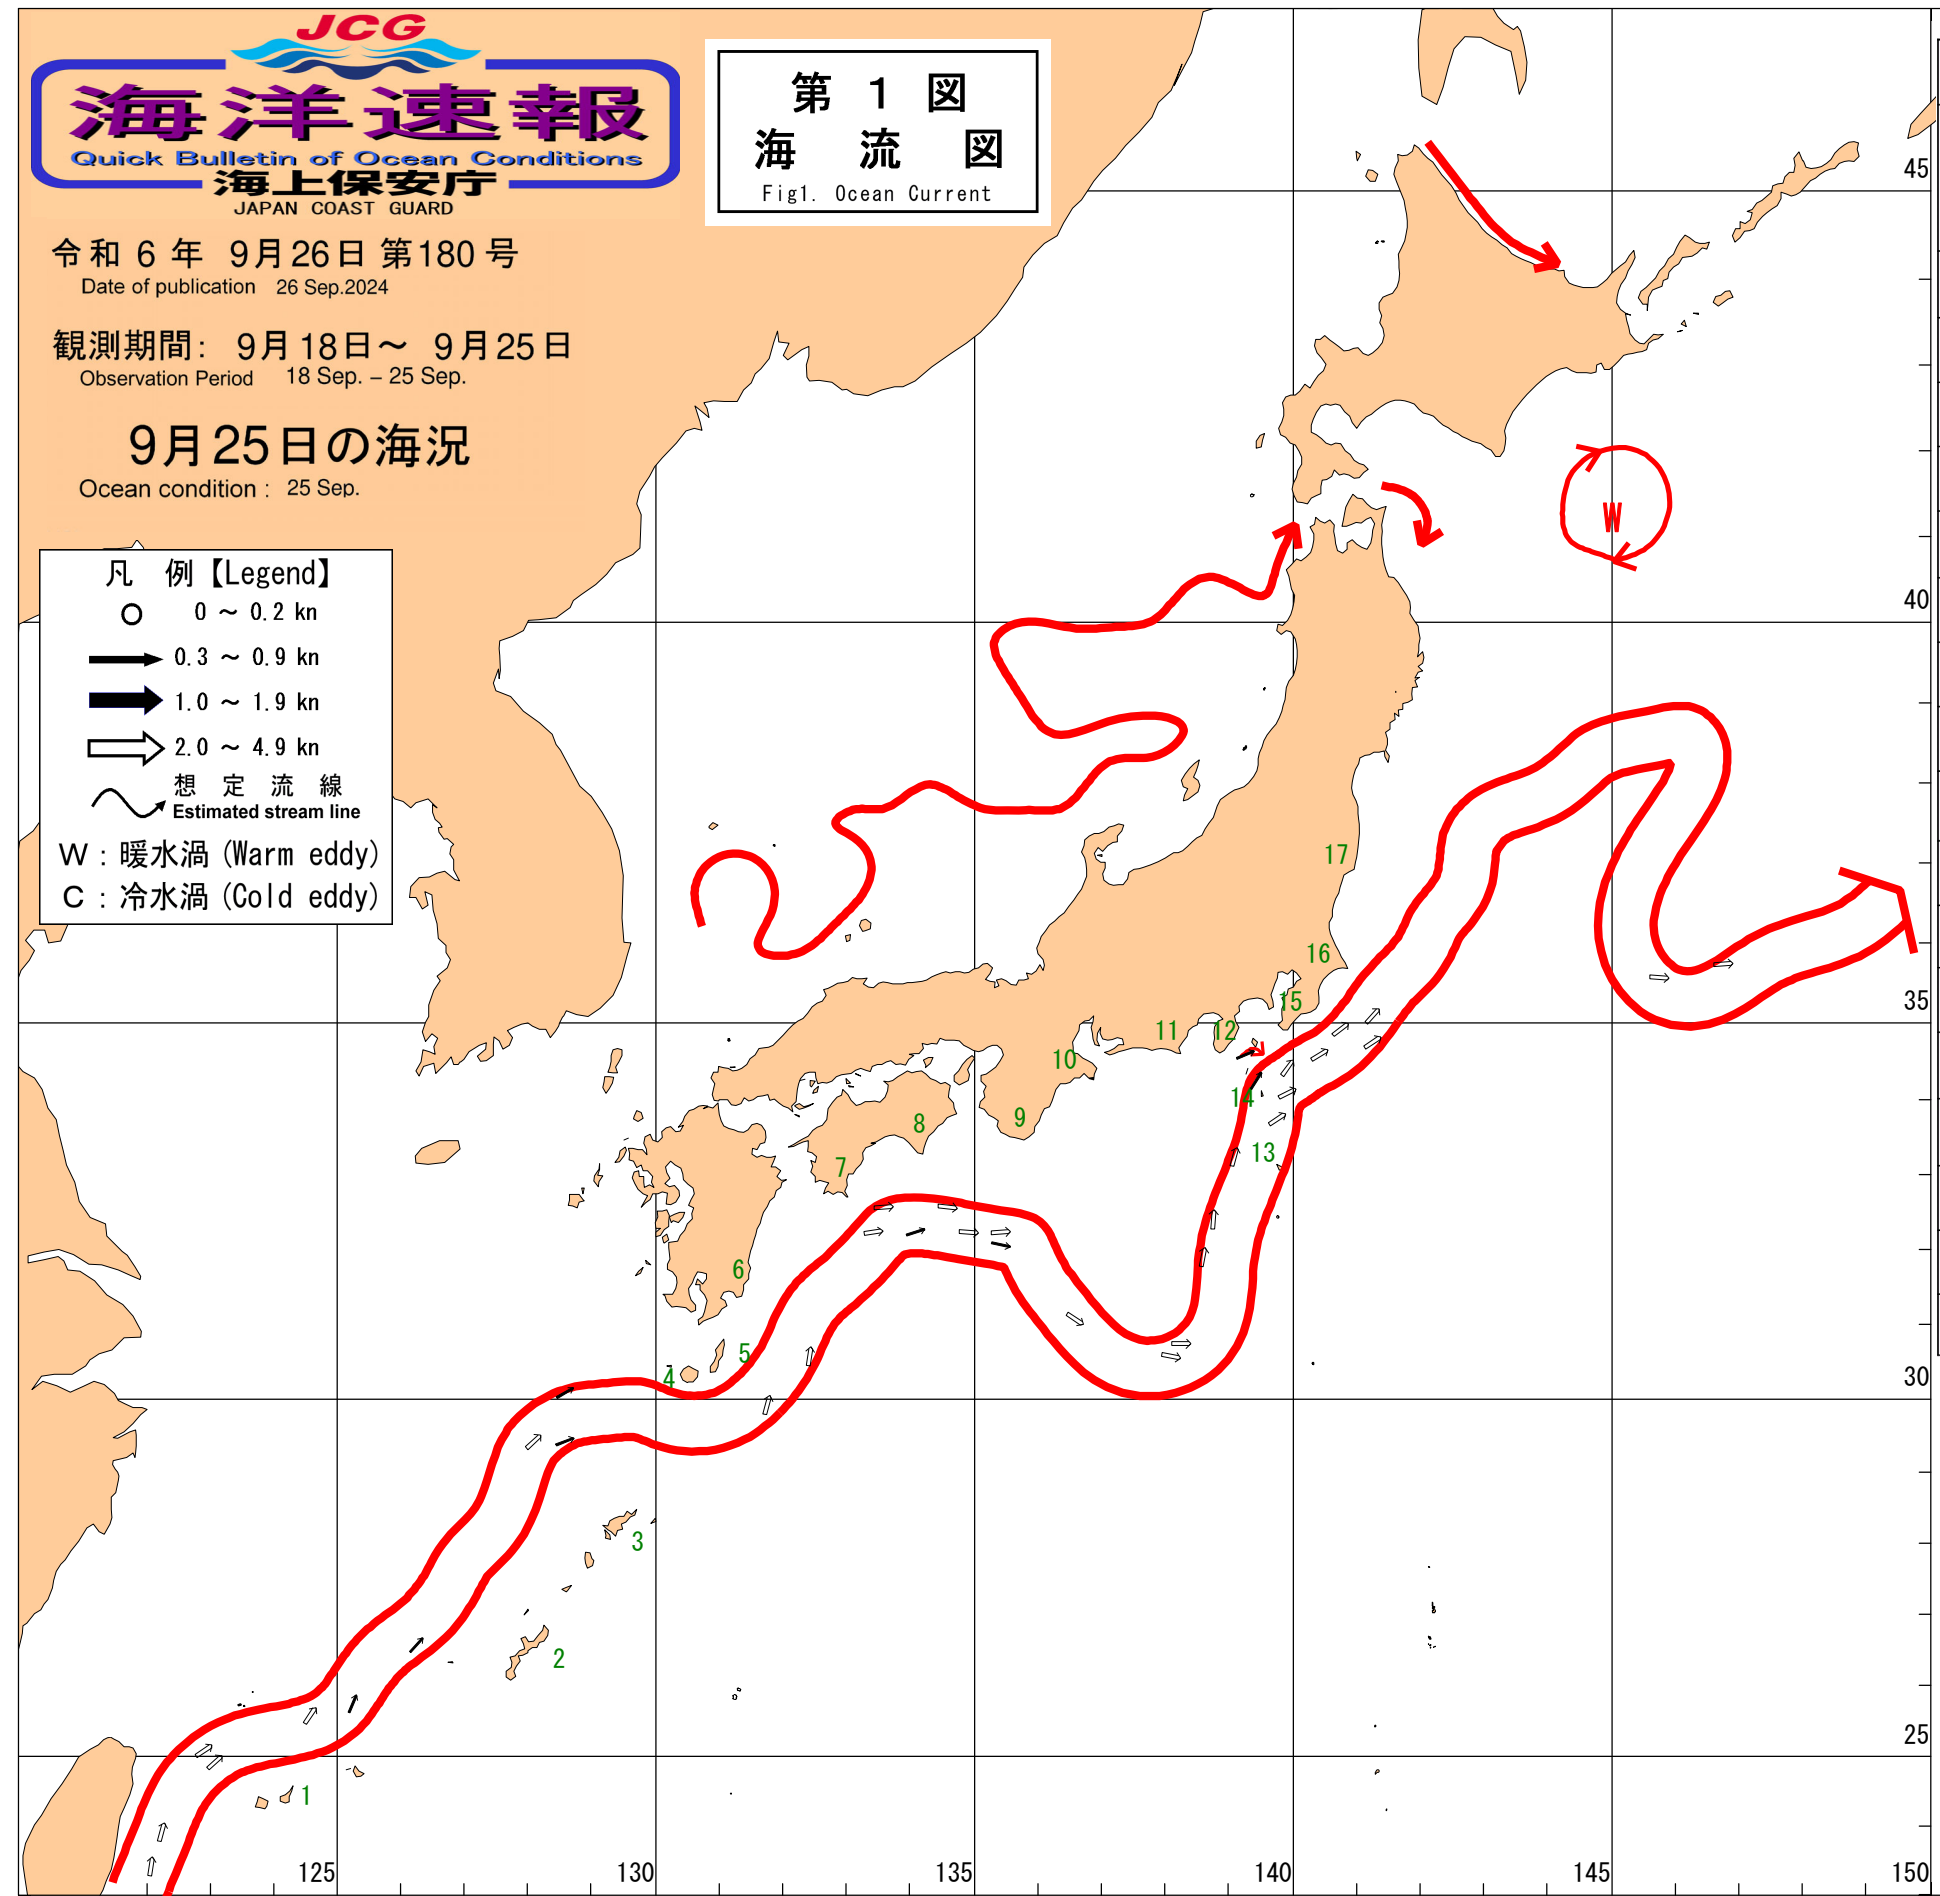 JCG
海洋速報
Quick Bulletin of Ocean Conditions
海上保安庁
JAPAN COAST GUARD
第 1 図
海 流 図
Fig1. Ocean Current
令和 6 年 9月26日 第180号
Date of publication 26 Sep.2024
観測期間: 9月18日～ 9月25日
Observation Period 18 Sep. – 25 Sep.
9月25日の海況
Ocean condition : 25 Sep.
凡 例【Legend】
0 ～ 0.2 kn
0.3 ～ 0.9 kn
1.0 ～ 1.9 kn
2.0 ～ 4.9 kn
想 定 流 線
Estimated stream line
W : 暖水渦 (Warm eddy)
C : 冷水渦 (Cold eddy)
45
W
40
17
16
15
35
12
11
10
14
9
8
13
7
6
5
4
30
3
2
25
1
125
130
135
140
145
150